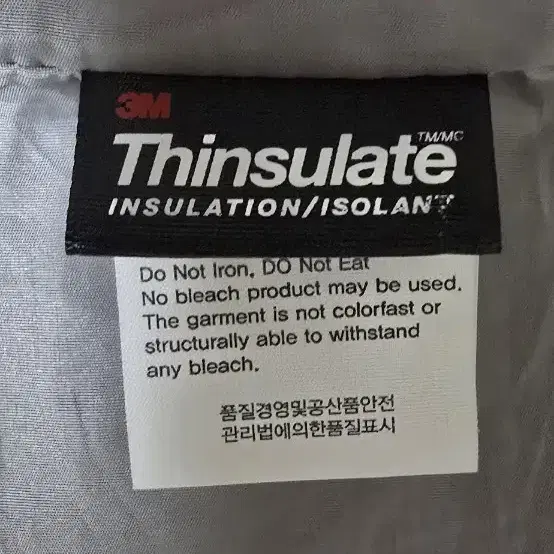 3M
Thinsulate TM/MC
INSULATION/ISOLANT
Do Not Iron, DO Not Eat
No bleach product may be used.
The garment is not colorfast or
structurally able to withstand
any bleach.
품질경영및공산품안전
관리법에의한품질표시